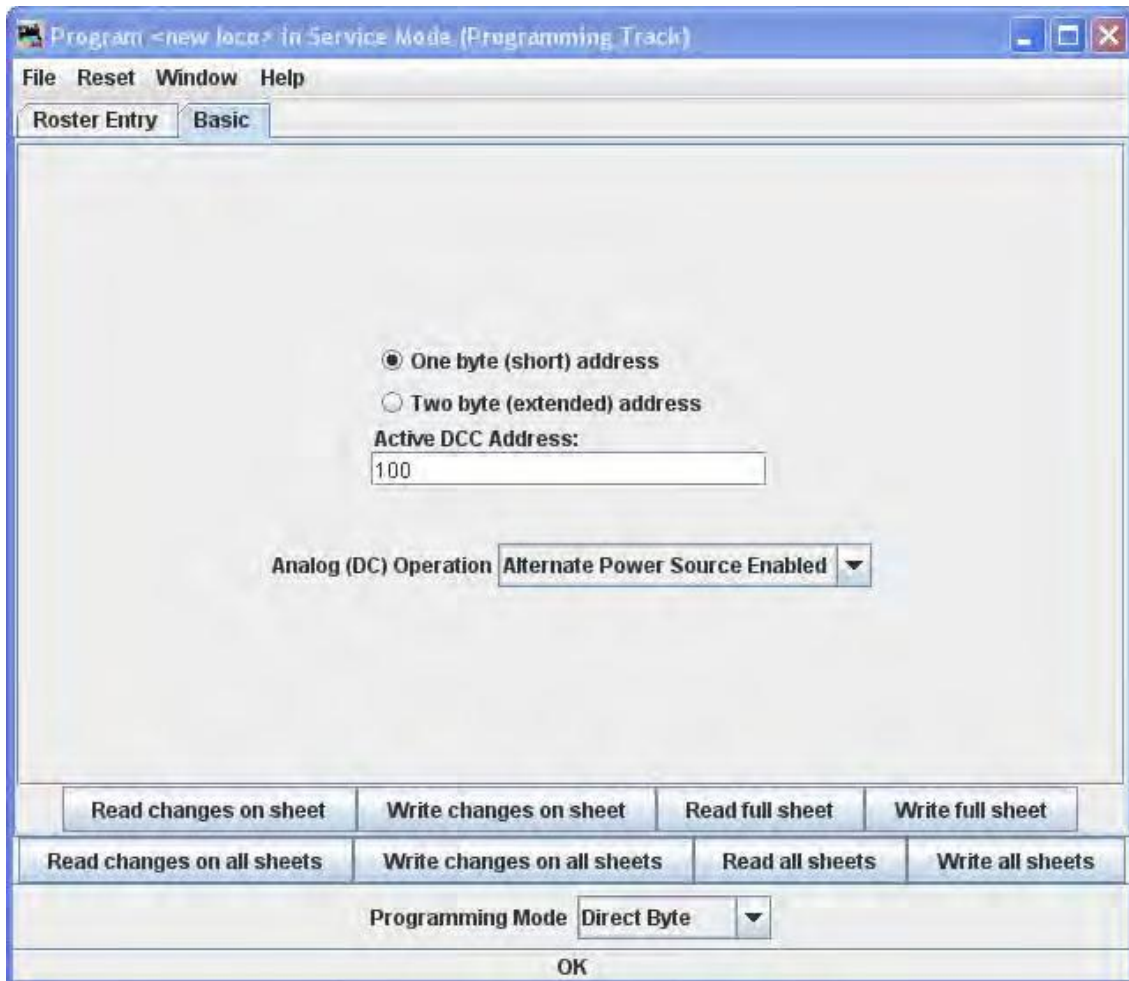 Program <new loco> in Service Mode (Programming Track)
File Reset Window Help
Roster Entry Basic
One byte (short) address
Two byte (extended) address
Active DCC Address:
100
Analog (DC) Operation Alternate Power Source Enabled
Read changes on sheet Write changes on sheet Read full sheet Write full sheet
Read changes on all sheets Write changes on all sheets Read all sheets Write all sheets
Programming Mode Direct Byte
OK